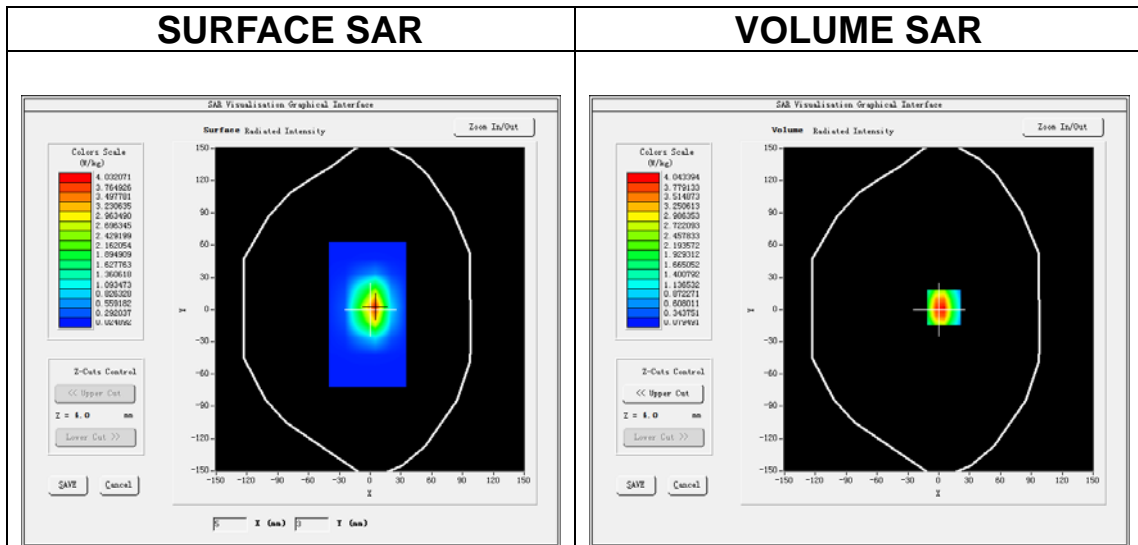 SURFACE SAR
VOLUME SAR
SAR Visualisation Graphical Interface
Surface Radiated Intensity
Zoom In/Out
Colors Scale
(W/kg)
4.032071
3.764926
3.497781
3.230635
2.963490
2.696345
2.429199
2.162054
1.894909
1.627763
1.360618
1.093473
0.826328
0.559182
0.292037
0.024892
Z-Cuts Control
<< Upper Cut
Z = 4.0 mm
Lower Cut >>
SAVE
Cancel
150
120
90
60
30
0
-30
-60
-90
-120
-150
Y
-150 -120 -90 -60 -30 0 30 60 90 120 150
X
5 X (mm) 3 Y (mm)
SAR Visualisation Graphical Interface
Volume Radiated Intensity
Zoom In/Out
Colors Scale
(W/kg)
4.043394
3.779133
3.514873
3.250613
2.986353
2.722093
2.457833
2.193572
1.929312
1.665052
1.400792
1.136532
0.872271
0.608011
0.343751
0.079491
Z-Cuts Control
<< Upper Cut
Z = 4.0 mm
Lower Cut >>
SAVE
Cancel
150
120
90
60
30
0
-30
-60
-90
-120
-150
Y
-150 -120 -90 -60 -30 0 30 60 90 120 150
X